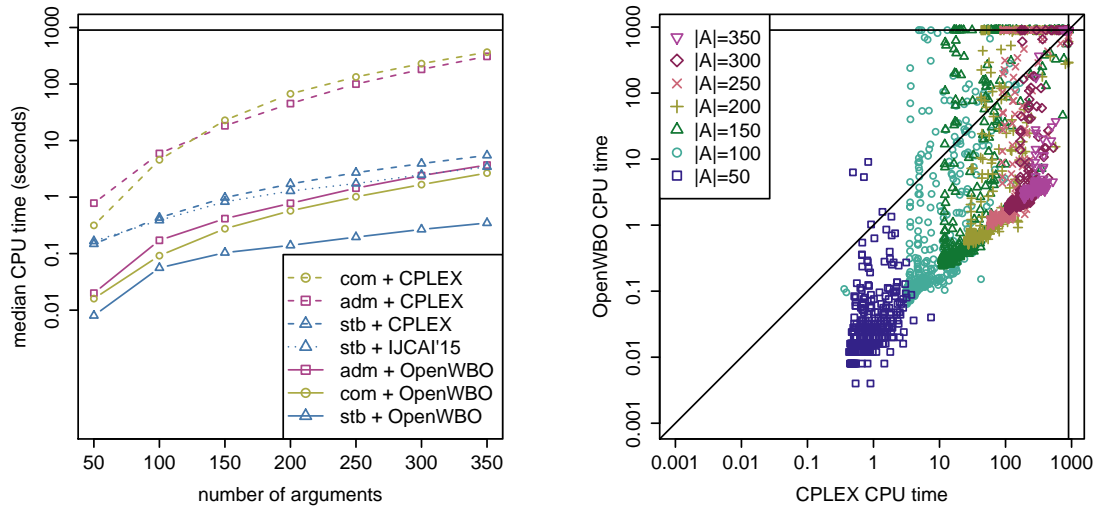 median CPU time (seconds)
1000
100
10
1
0.1
0.01
com + CPLEX
adm + CPLEX
stb + CPLEX
stb + IJCAI'15
adm + OpenWBO
com + OpenWBO
stb + OpenWBO
50 100 150 200 250 300 350
number of arguments
OpenWBO CPU time
1000
100
10
1
0.1
0.01
0.001
|A|=350
|A|=300
|A|=250
|A|=200
|A|=150
|A|=100
|A|=50
0.001 0.01 0.1 1 10 100 1000
CPLEX CPU time